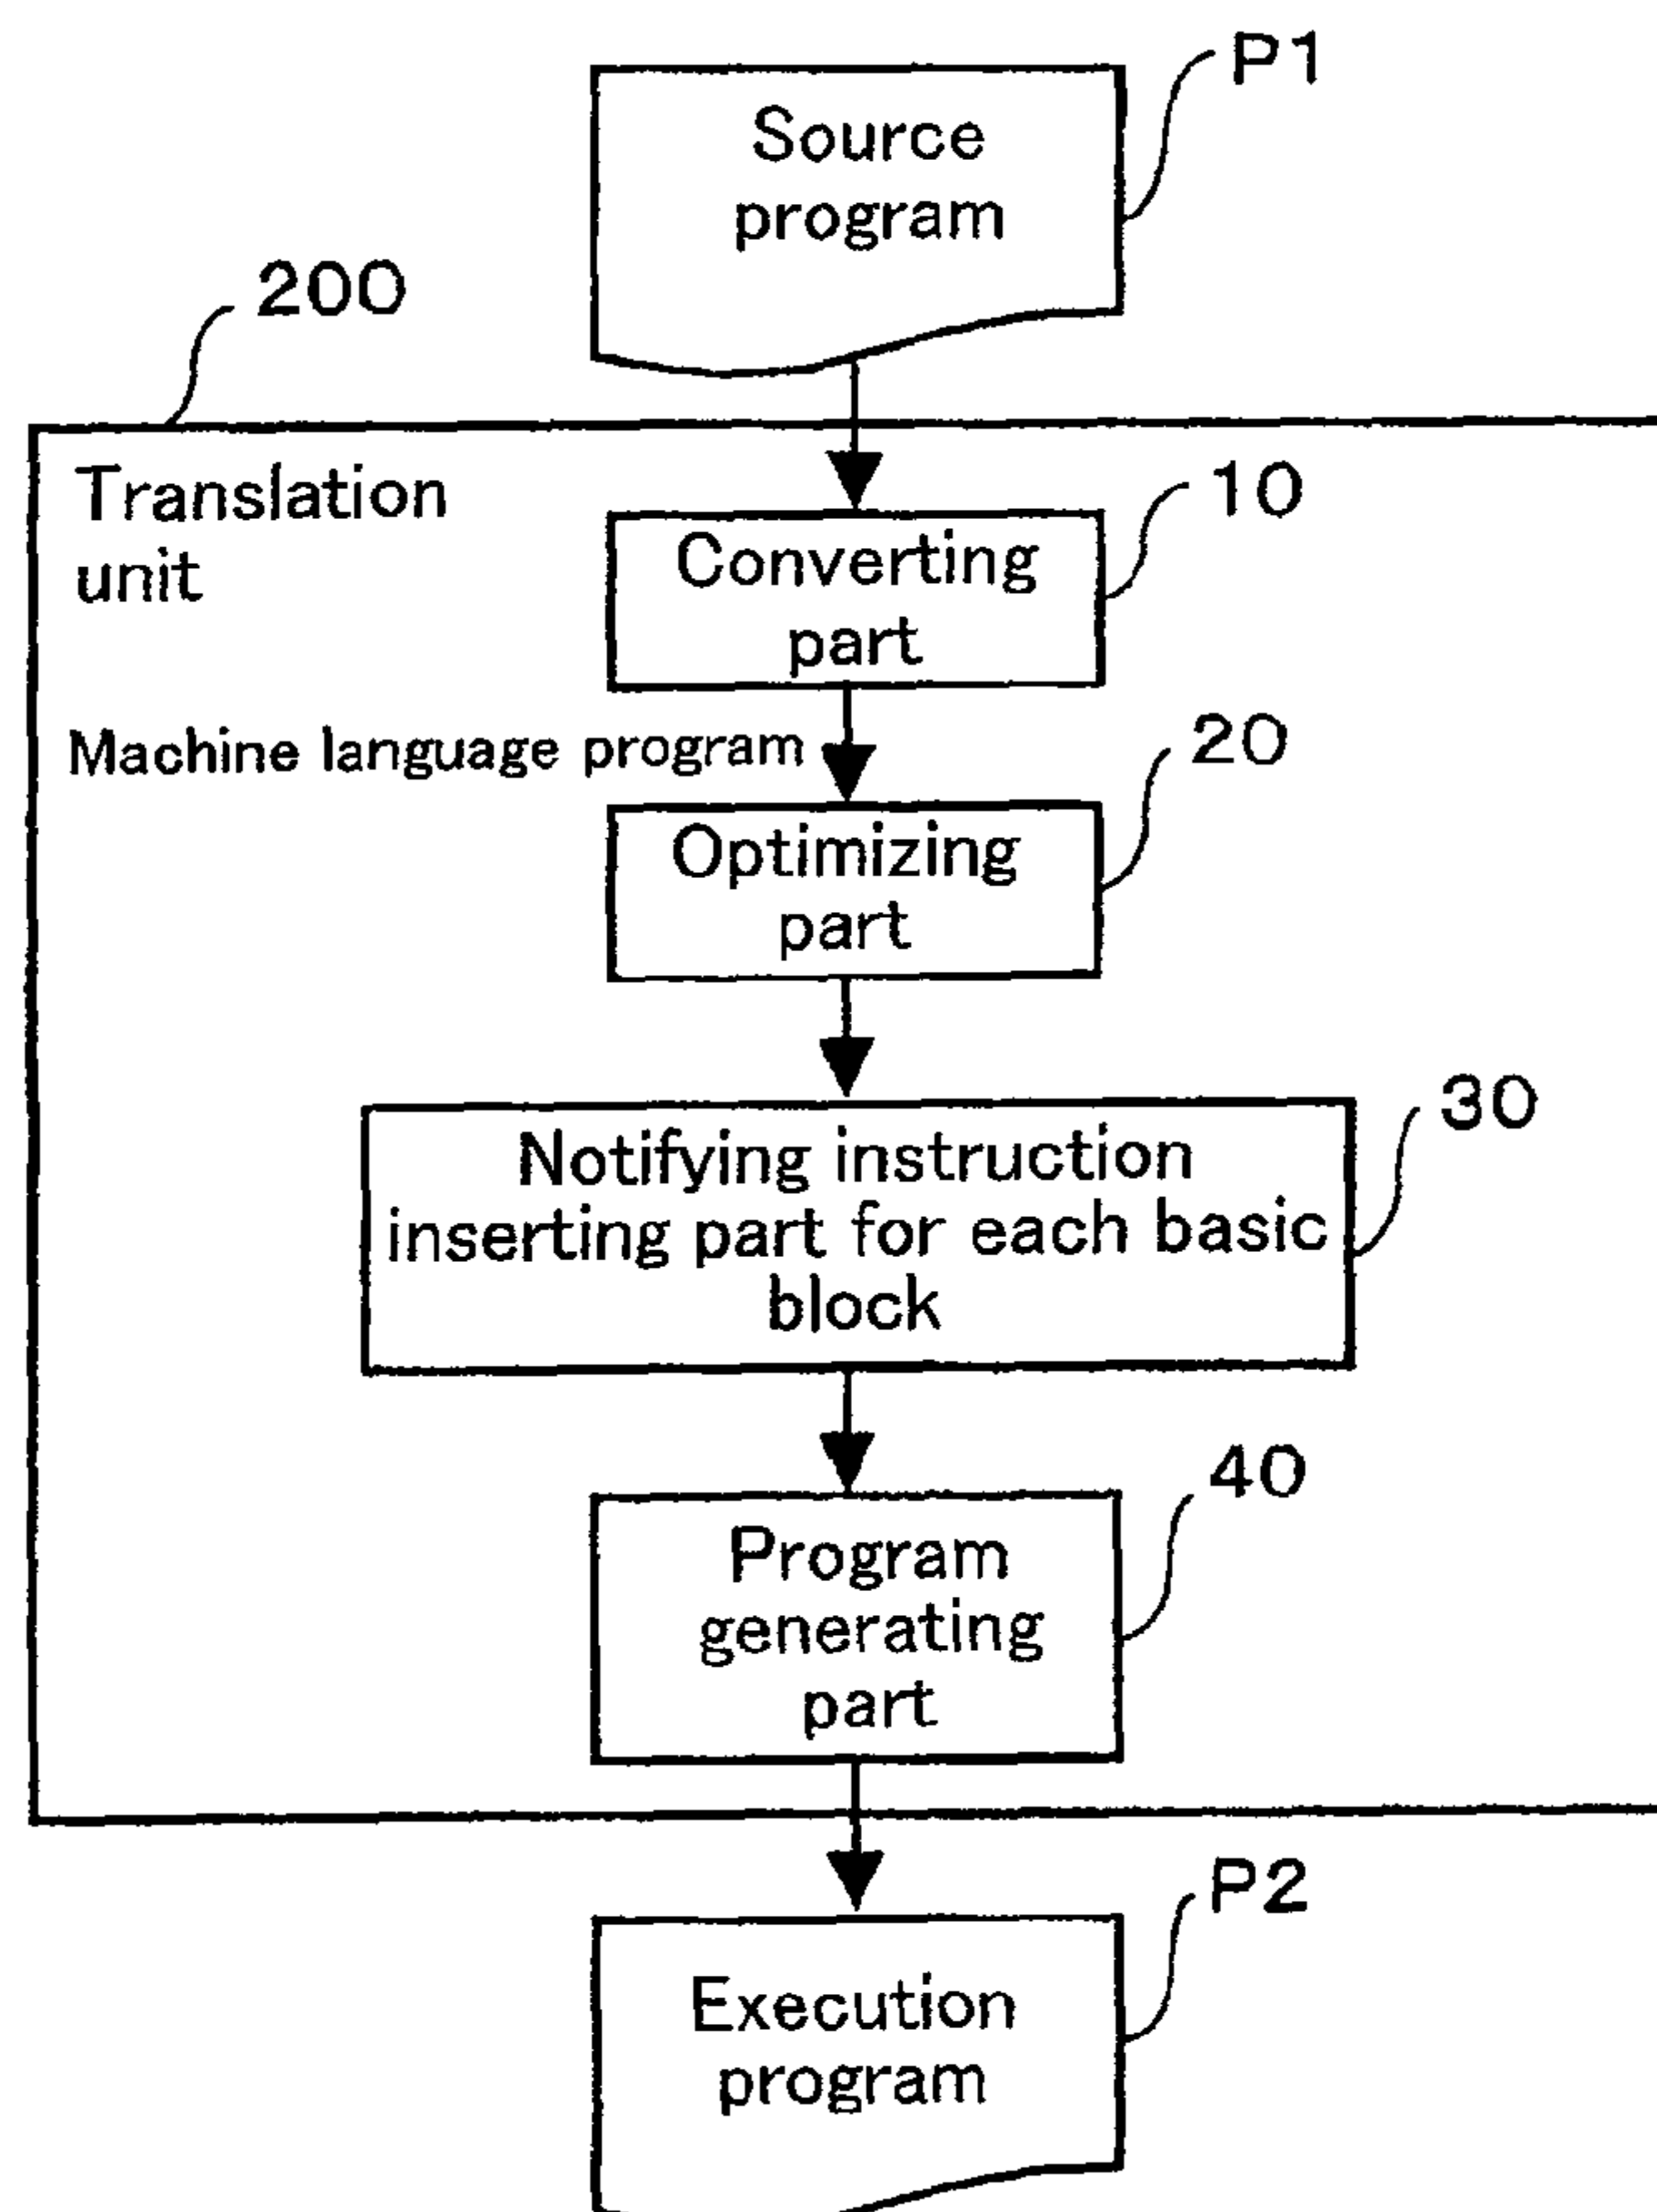 P1
Source
program
200
Translation
unit
10
Converting
part
Machine language program
20
Optimizing
part
30
Notifying instruction
inserting part for each basic
block
40
Program
generating
part
P2
Execution
program